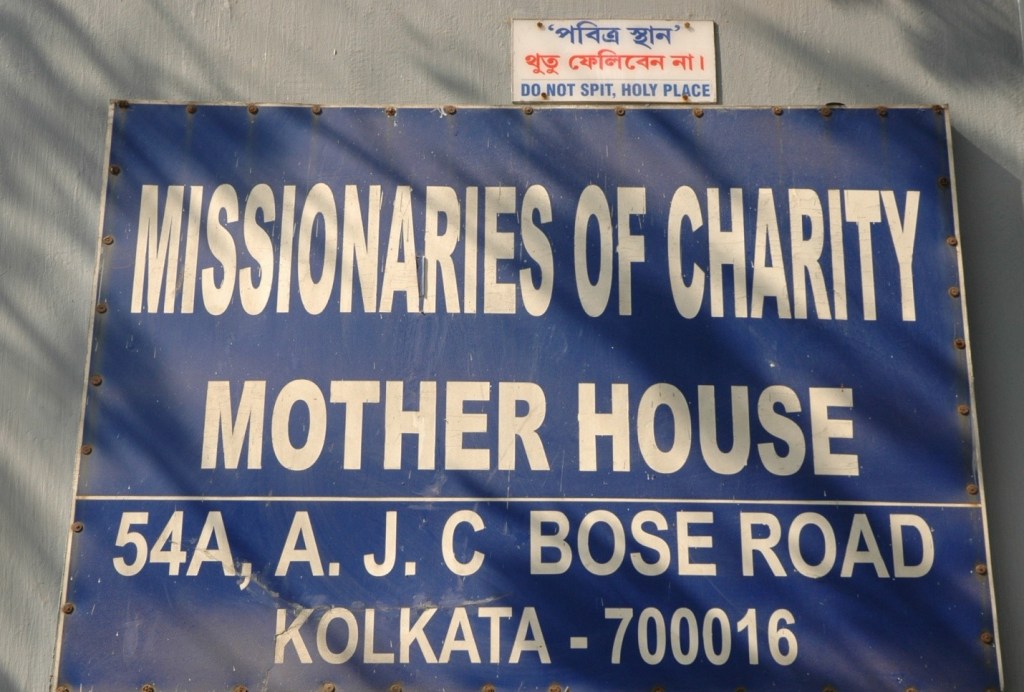 ‘পবিত্র স্থান’
থুতু ফেলিবেন না।
DO NOT SPIT, HOLY PLACE
MISSIONARIES OF CHARITY
MOTHER HOUSE
54A, A. J. C BOSE ROAD
KOLKATA - 700016